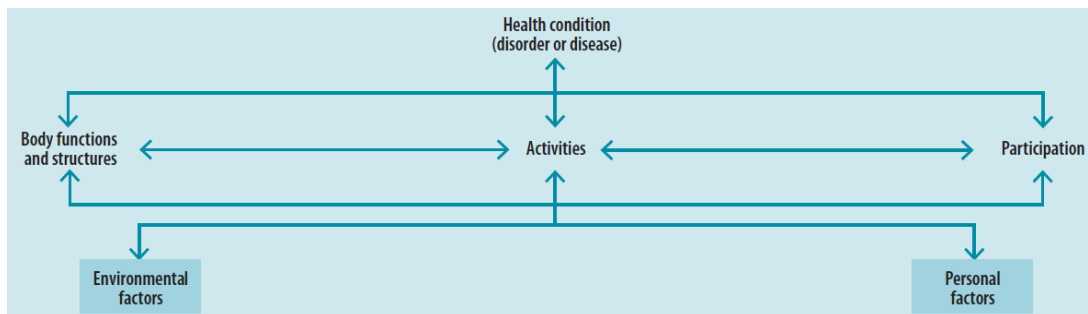 Health condition
(disorder or disease)
Body functions
and structures
Activities
Participation
Environmental
factors
Personal
factors